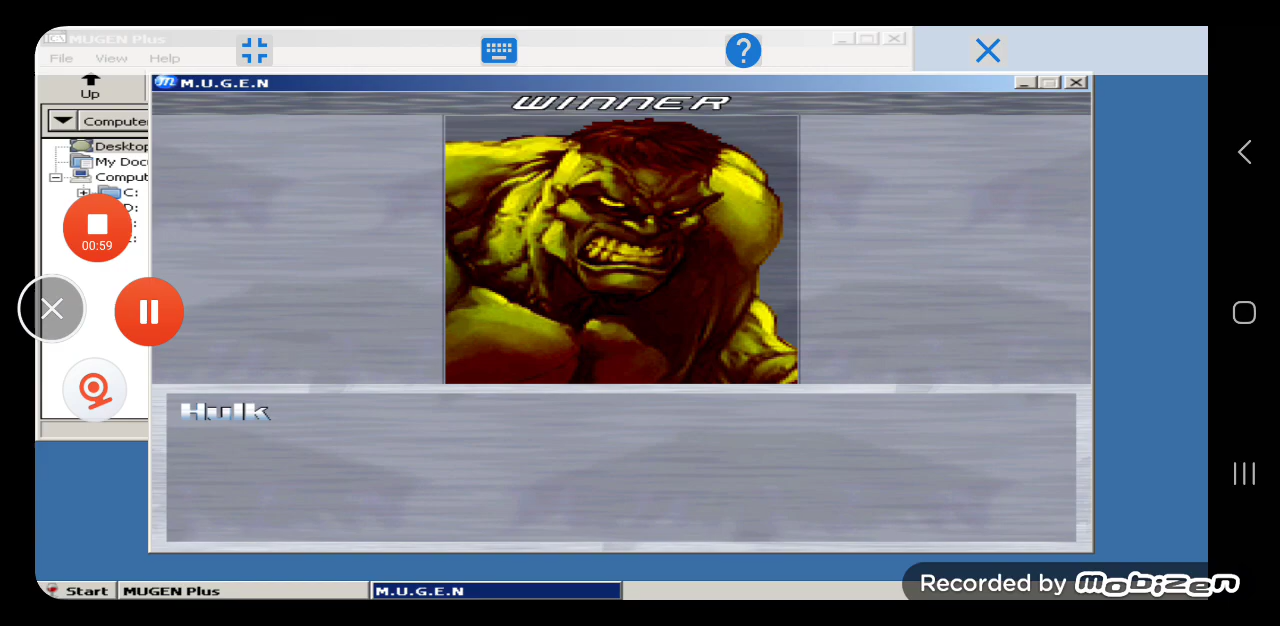 MUGEN Plus
File View Help
Up
M.U.G.E.N
WINNER
Compute
Desktop
My Doc
Comput
C:
D:
00:59
Hulk
Start MUGEN Plus M.U.G.E.N
Recorded by mobizen